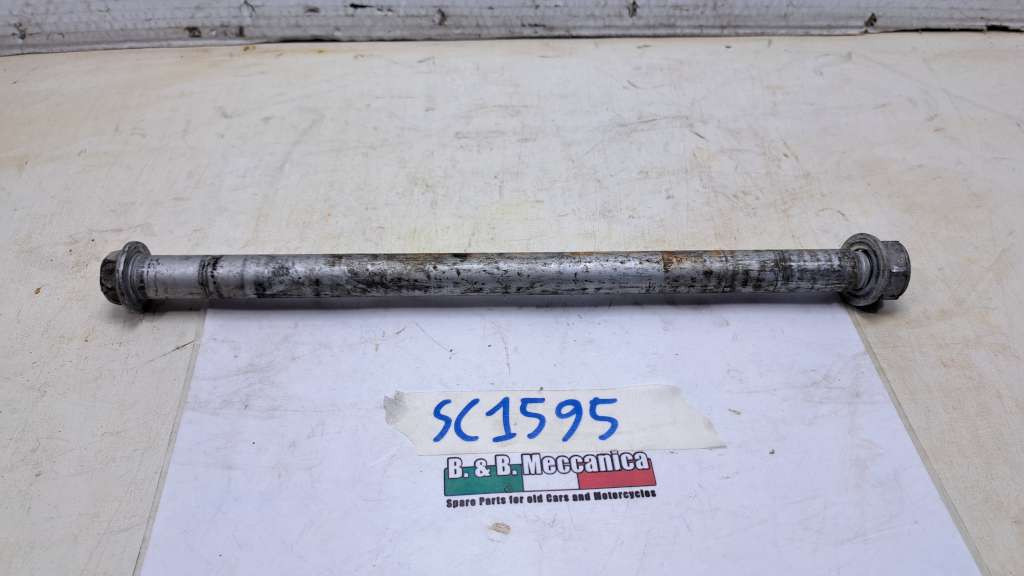 SC1595
B. & B. Meccanica
Spare Parts for old Cars and Motorcycles